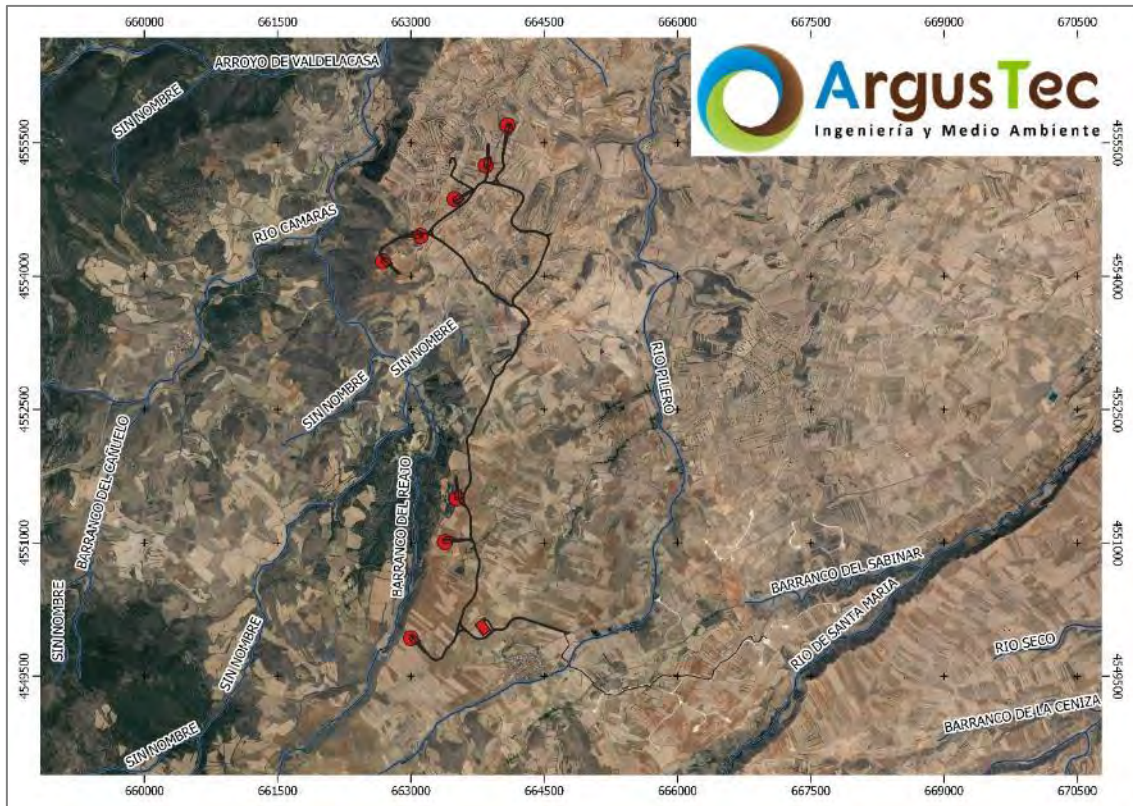 660000 661500 663000 664500 666000 667500 669000 670500
ArgusTec
Ingeniería y Medio Ambiente
ARROYO DE VALDELACASA
SIN NOMBRE
4555500
4555500
RIO CAMARAS
4554000
4554000
SIN NOMBRE
SIN NOMBRE
RIO PILERO
4552500
4552500
BARRANCO DEL CAÑUELO
BARRANCO DEL REAJO
4551000
4551000
BARRANCO DEL SABINAR
SIN NOMBRE
SIN NOMBRE
RIO DE SANTA MARIA
RIO SECO
4549500
4549500
BARRANCO DE LA CENIZA
SIN NOMBRE
660000 661500 663000 664500 666000 667500 669000 670500